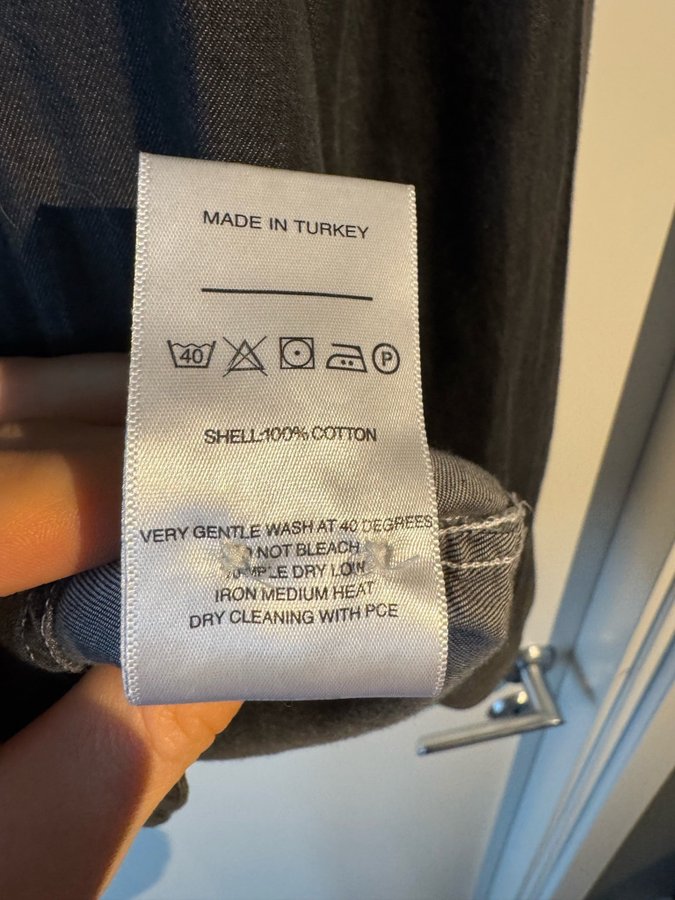 MADE IN TURKEY
40 P
SHELL:100% COTTON
VERY GENTLE WASH AT 40 DEGREES
NOT BLEACH
DRY LOW
IRON MEDIUM HEAT
DRY CLEANING WITH PCE